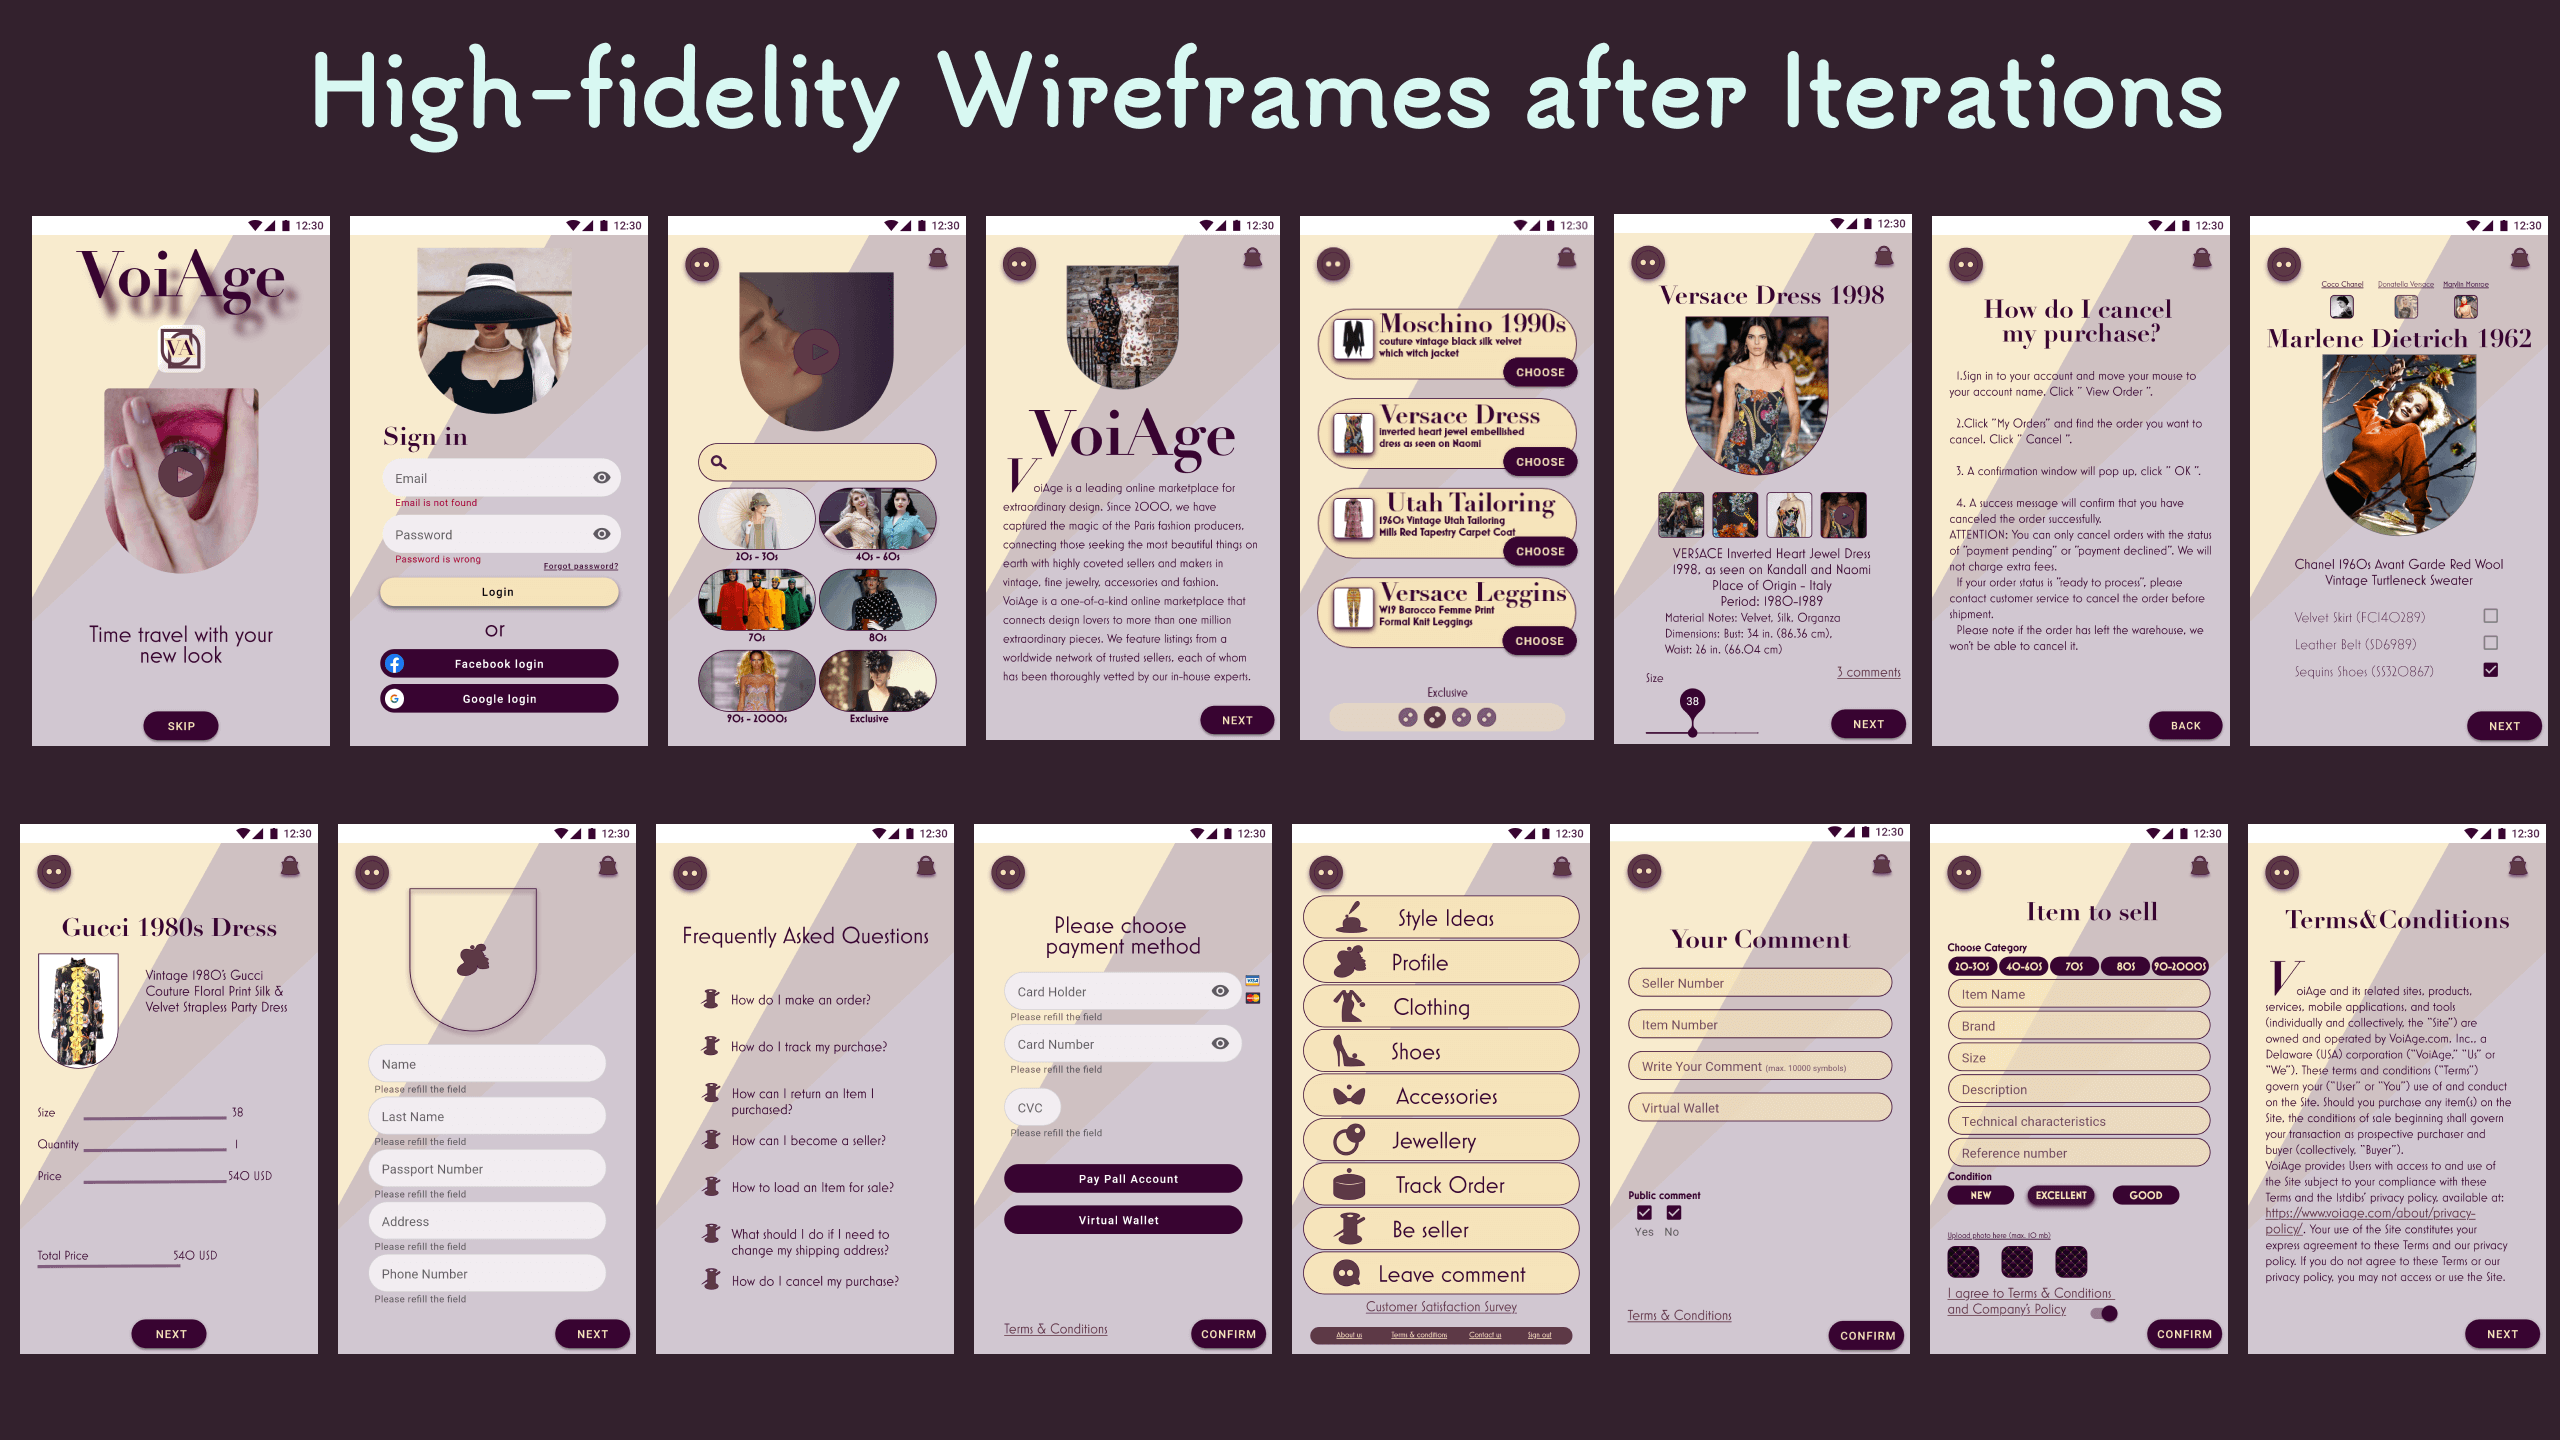 High-fidelity Wireframes after Iterations
12:30
VoiAge
VA
Time travel with your
new look
SKIP
12:30
Sign in
Email
Email is not found
Password
Password is wrong
Forgot password?
Login
or
Facebook login
Google login
12:30
20s - 30s
40s - 60s
70s
80s
90s - 2000s
Exclusive
12:30
VoiAge
VoiAge is a leading online marketplace for
extraordinary design. Since 2000, we have
captured the magic of the Paris fashion producers,
connecting those seeking the most beautiful things on
earth with highly coveted sellers and makers in
vintage, fine jewelry, accessories and fashion.
VoiAge is a one-of-a-kind online marketplace that
connects design lovers to more than one million
extraordinary pieces. We feature listings from a
worldwide network of trusted sellers, each of whom
has been thoroughly vetted by our in-house experts.
NEXT
12:30
Moschino 1990s
couture vintage black silk velvet
which witch jacket
CHOOSE
Versace Dress
inverted heart jewel embellished
dress as seen on Naomi
CHOOSE
Utah Tailoring
1960s Vintage Utah Tailoring
Mills Red Tapestry Carpet Coat
CHOOSE
Versace Leggins
W19 Barocco Femme Print
Formal Knit Leggings
CHOOSE
Exclusive
12:30
Versace Dress 1998
VERSACE Inverted Heart Jewel Dress
1998, as seen on Kandall and Naomi
Place of Origin - Italy
Period: 1980-1989
Material Notes: Velvet, Silk, Organza
Dimensions: Bust: 34 in. (86.36 cm),
Waist: 26 in. (66.04 cm)
3 comments
Size
38
NEXT
12:30
How do I cancel
my purchase?
1.Sign in to your account and move your mouse to
your account name. Click " View Order ".
2.Click "My Orders" and find the order you want to
cancel, Click " Cancel ".
3. A confirmation window will pop up, click " OK ".
4. A success message will confirm that you have
canceled the order successfully.
ATTENTION: You can only cancel orders with the status
of "payment pending" or "payment declined". We will
not charge extra fees.
If your order status is "ready to process", please
contact customer service to cancel the order before
shipment.
Please note if the order has left the warehouse, we
won't be able to cancel it.
BACK
12:30
Coco Chanel
Donatello Versace
Marylin Monroe
Marlene Dietrich 1962
Chanel 1960s Avant Garde Red Wool
Vintage Turtleneck Sweater
Velvet Skirt (FC140289)
Leather Belt (SD6989)
Sequins Shoes (SS320867)
NEXT
12:30
Gucci 1980s Dress
Vintage 1980's Gucci
Couture Floral Print Silk &
Velvet Strapless Party Dress
Size 38
Quantity 1
Price 540 USD
Total Price 540 USD
NEXT
12:30
Name
Please refill the field
Last Name
Please refill the field
Passport Number
Please refill the field
Address
Please refill the field
Phone Number
Please refill the field
NEXT
12:30
Frequently Asked Questions
How do I make an order?
How do I track my purchase?
How can I return an Item I
purchased?
How can I become a seller?
How to load an Item for sale?
What should I do if I need to
change my shipping address?
How do I cancel my purchase?
12:30
Please choose
payment method
Card Holder
VISA
MasterCard
Please refill the field
Card Number
Please refill the field
CVC
Please refill the field
Pay Pall Account
Virtual Wallet
Terms & Conditions
CONFIRM
12:30
Style Ideas
Profile
Clothing
Shoes
Accessories
Jewellery
Track Order
Be seller
Leave comment
Customer Satisfaction Survey
About us
Terms & conditions
Contact us
Sign out
12:30
Your Comment
Seller Number
Item Number
Write Your Comment (max. 10000 symbols)
Virtual Wallet
Public comment
Yes No
Terms & Conditions
CONFIRM
12:30
Item to sell
Choose Category
20-30S 40-60S 70S 80S 90-2000S
Item Name
Brand
Size
Description
Technical characteristics
Reference number
Condition
NEW EXCELLENT GOOD
Upload photo here (max. 10 mb)
I agree to Terms & Conditions
and Company's Policy
CONFIRM
12:30
Terms&Conditions
VoiAge and its related sites, products,
services, mobile applications, and tools
(individually and collectively, the "Site") are
owned and operated by VoiAge.com, Inc., a
Delaware (USA) corporation ("VoiAge," "Us" or
"We"). These terms and conditions ("Terms")
govern your ("User" or "You") use of and conduct
on the Site. Should you purchase any item(s) on the
Site, the conditions of sale beginning shall govern
your transaction as prospective purchaser and
buyer (collectively, "Buyer").
VoiAge provides Users with access to and use of
the Site subject to your compliance with these
Terms and the 1stdibs' privacy policy, available at:
https://www.voiage.com/about/privacy-
policy/. Your use of the Site constitutes your
express agreement to these Terms and our privacy
policy. If you do not agree to these Terms or our
privacy policy, you may not access or use the Site.
NEXT